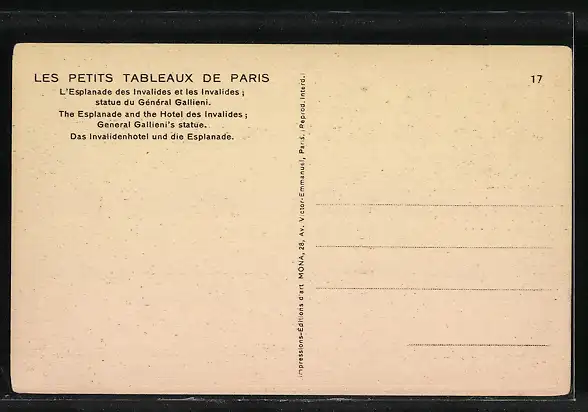 LES PETITS TABLEAUX DE PARIS
L'Esplanade des Invalides et les Invalides ;
statue du Général Gallieni.
The Esplanade and the Hotel des Invalides ;
General Gallieni's statue.
Das Invalidenhotel und die Esplanade.
Impressions-Éditions d'art MONA, 28, Av. Victor-Emmanuel, Paris. Reprod. Interd.
17